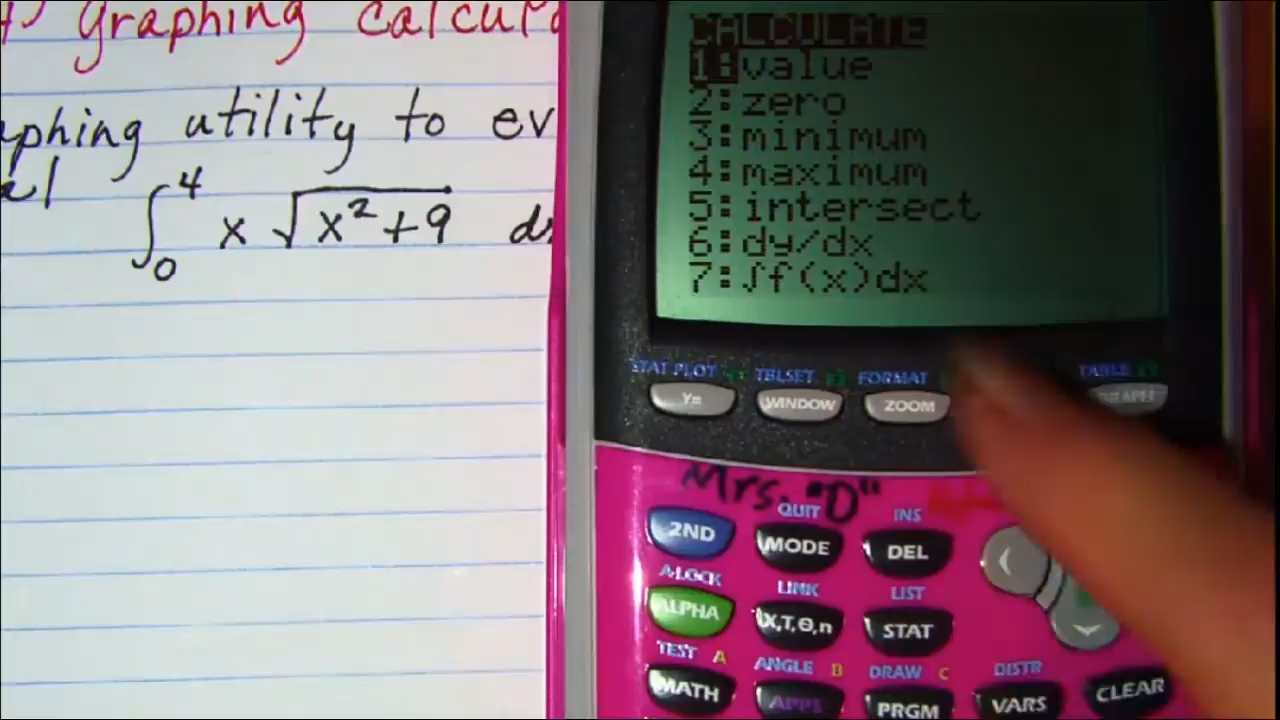 Graphing Calcul
aphing utility to ev
al ∫₀⁴ x √x²+9 dx
CALCULATE
1:value
2:zero
3:minimum
4:maximum
5:intersect
6:dy/dx
7:∫f(x)dx
STAT PLOT TBLSET FORMAT TABLE
Y= WINDOW ZOOM GRAPH
Mrs. "D"
QUIT INS
2ND MODE DEL
A-LOCK LINK LIST
ALPHA X,T,Θ,n STAT
TEST A ANGLE B DRAW C DISTR
MATH APPS PRGM VARS CLEAR